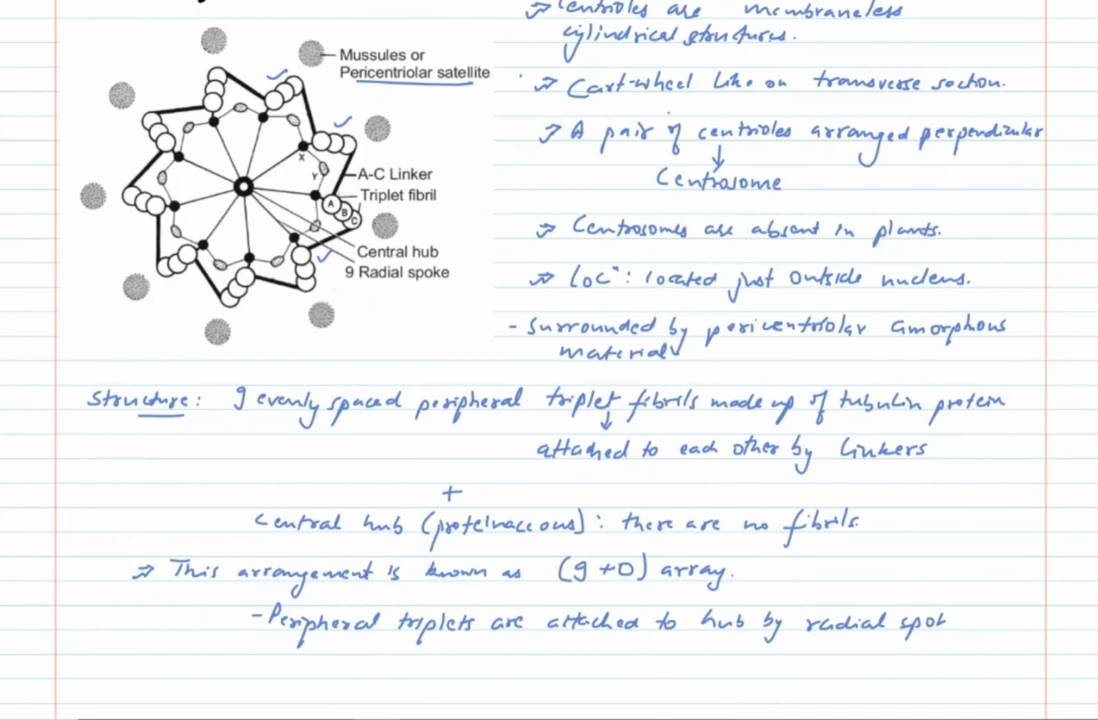 Centrioles are membraneless
cylindrical structures.
Mussules or
Pericentriolar satellite
Cart-wheel like on transverse section.
A pair of centrioles arranged perpendicular
Centrosome
X
Y
A-C Linker
Triplet fibril
A
B
C
Centrosomes are absent in plants.
Central hub
9 Radial spoke
Locⁿ: located just outside nucleus.
- Surrounded by pericentriolar amorphous
material
Structure: 9 evenly spaced peripheral triplet fibrils made up of tubulin protein
attached to each other by linkers
+
Central hub (proteinaceous): there are no fibrils.
This arrangement is known as (9+0) array.
- Peripheral triplets are attached to hub by radial spok